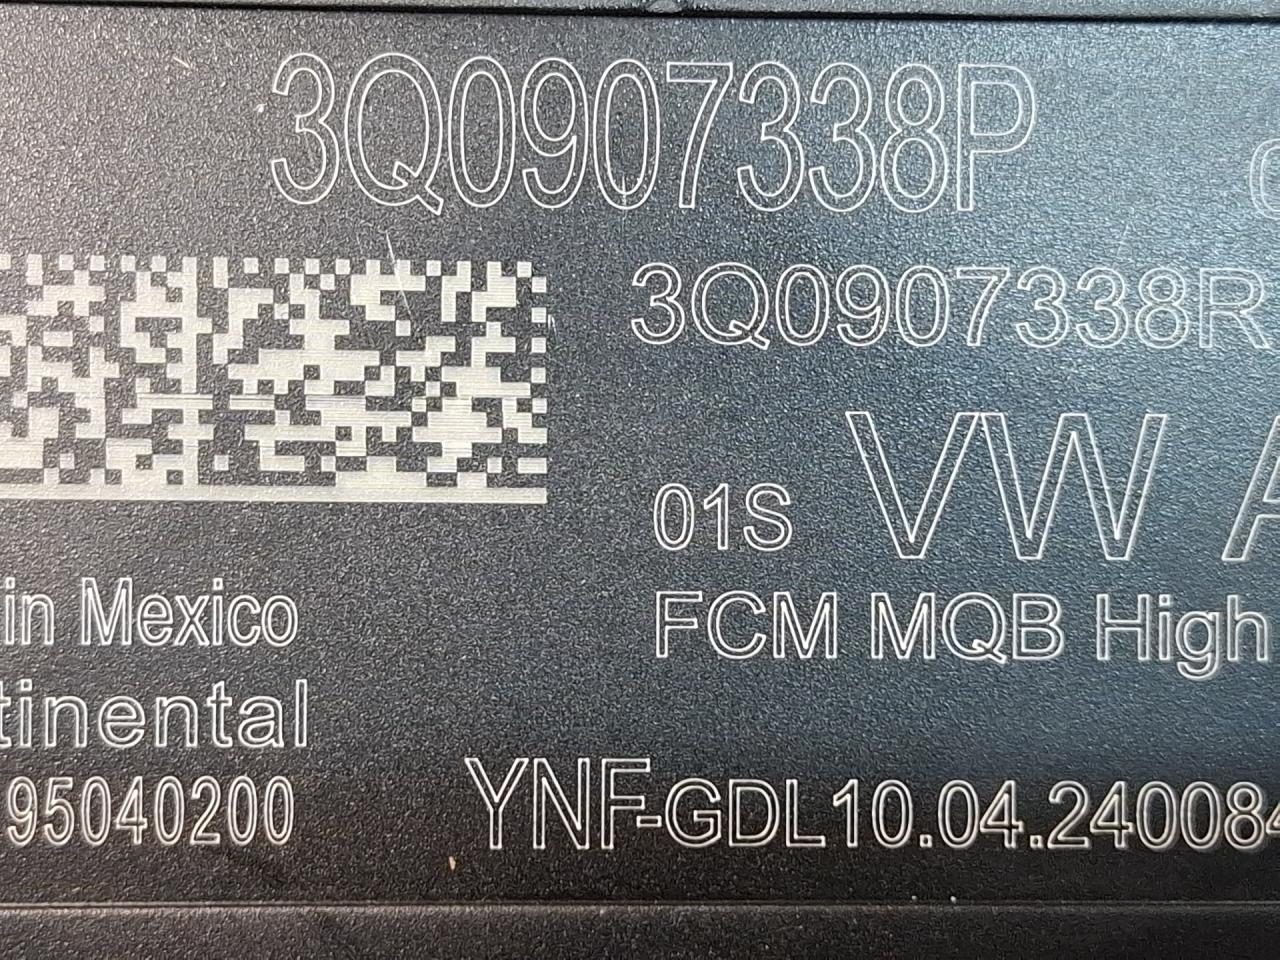 3Q0907338P
3Q0907338R
01S VW A
in Mexico
FCM MQB High
tinental
95040200
YNF-GDL10.04.240084